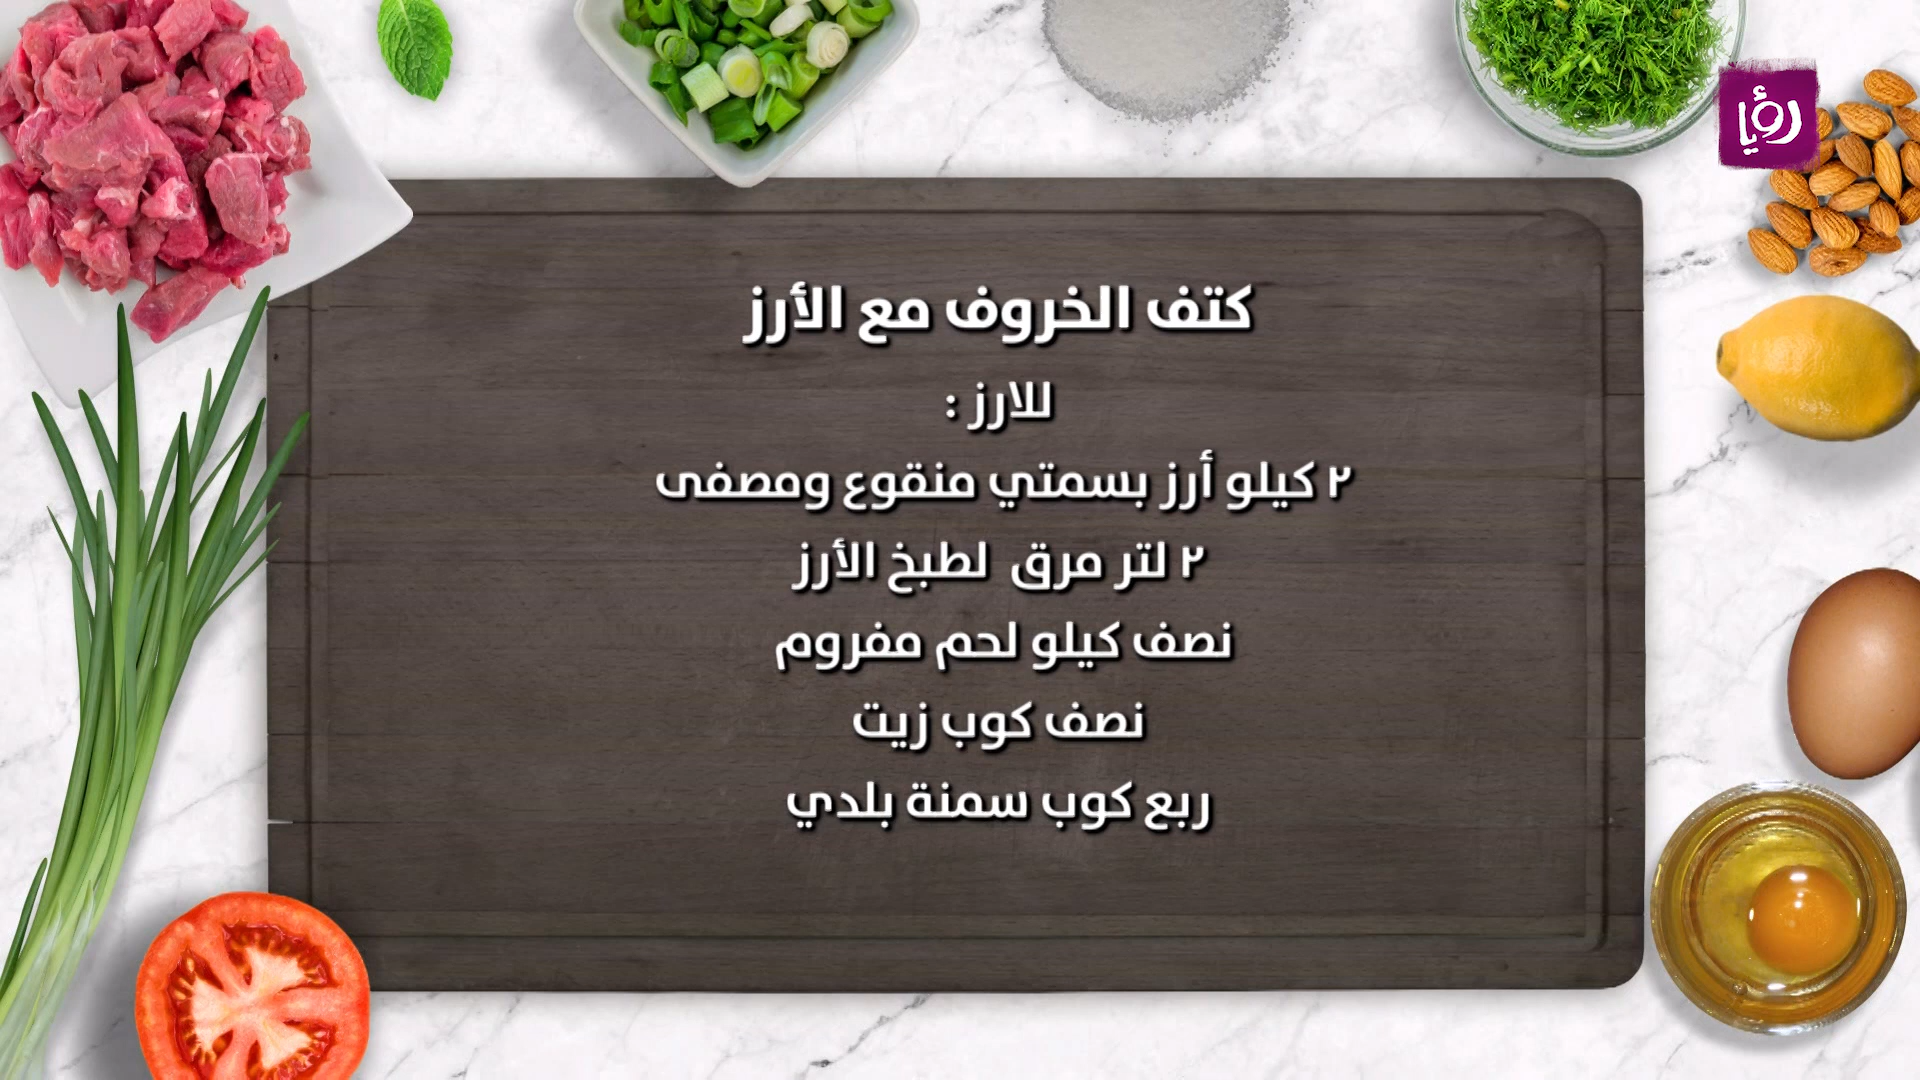 رؤيا
كتف الخروف مع الأرز
للارز :
٢ كيلو أرز بسمتي منقوع ومصفى
٢ لتر مرق لطبخ الأرز
نصف كيلو لحم مفروم
نصف كوب زيت
ربع كوب سمنة بلدي